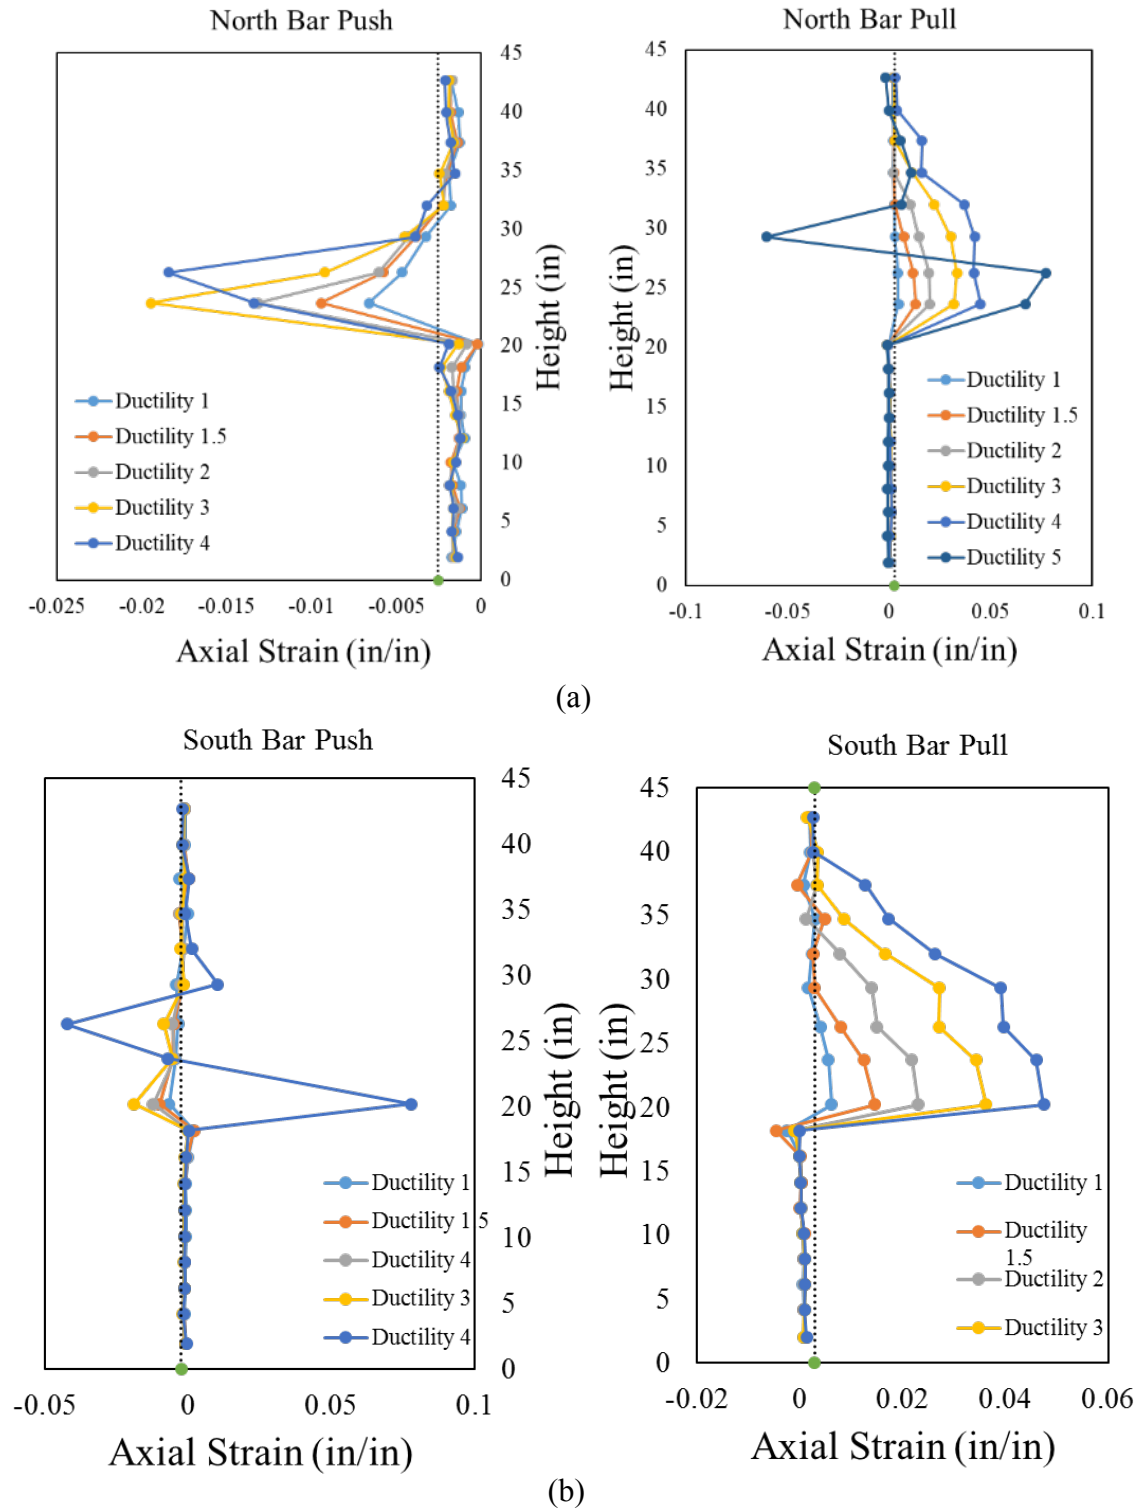 North Bar Push
45
40
35
30
25
20
15
10
5
0
Height (in)
Ductility 1
Ductility 1.5
Ductility 2
Ductility 3
Ductility 4
-0.025 -0.02 -0.015 -0.01 -0.005 0
Axial Strain (in/in)
North Bar Pull
45
40
35
30
25
20
15
10
5
0
Height (in)
Ductility 1
Ductility 1.5
Ductility 2
Ductility 3
Ductility 4
Ductility 5
-0.1 -0.05 0 0.05 0.1
Axial Strain (in/in)
(a)
South Bar Push
45
40
35
30
25
20
15
10
5
0
Height (in)
Ductility 1
Ductility 1.5
Ductility 4
Ductility 3
Ductility 4
-0.05 0 0.05 0.1
Axial Strain (in/in)
South Bar Pull
45
40
35
30
25
20
15
10
5
0
Height (in)
Ductility 1
Ductility
1.5
Ductility 2
Ductility 3
-0.02 0 0.02 0.04 0.06
Axial Strain (in/in)
(b)